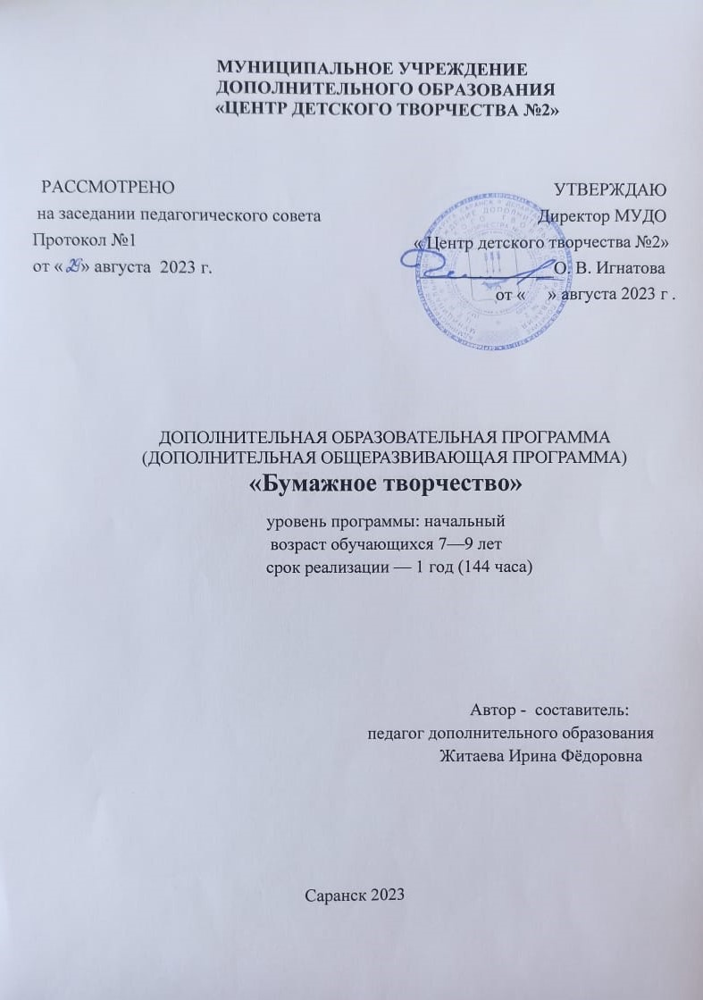 МУНИЦИПАЛЬНОЕ УЧРЕЖДЕНИЕ
ДОПОЛНИТЕЛЬНОГО ОБРАЗОВАНИЯ
«ЦЕНТР ДЕТСКОГО ТВОРЧЕСТВА №2»
РАССМОТРЕНО
на заседании педагогического совета
Протокол №1
от «29» августа 2023 г.
УТВЕРЖДАЮ
Директор МУДО
« Центр детского творчества №2»
О. В. Игнатова
от « » августа 2023 г .
ДОПОЛНИТЕЛЬНАЯ ОБРАЗОВАТЕЛЬНАЯ ПРОГРАММА
(ДОПОЛНИТЕЛЬНАЯ ОБЩЕРАЗВИВАЮЩАЯ ПРОГРАММА)
«Бумажное творчество»
уровень программы: начальный
возраст обучающихся 7—9 лет
срок реализации — 1 год (144 часа)
Автор - составитель:
педагог дополнительного образования
Житаева Ирина Фёдоровна
Саранск 2023